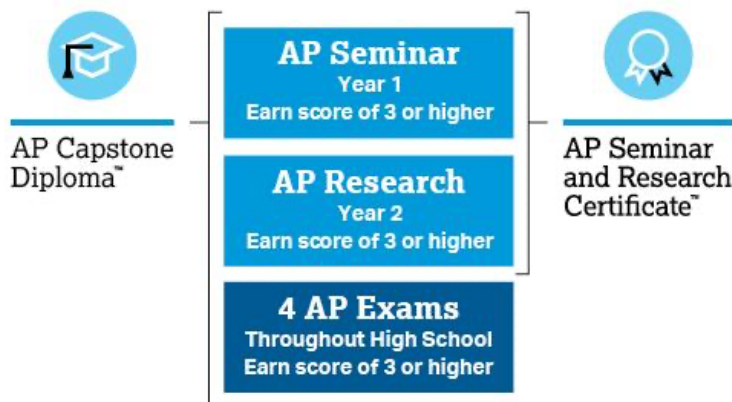 AP Capstone
Diploma™
AP Seminar
Year 1
Earn score of 3 or higher
AP Research
Year 2
Earn score of 3 or higher
4 AP Exams
Throughout High School
Earn score of 3 or higher
AP Seminar
and Research
Certificate™